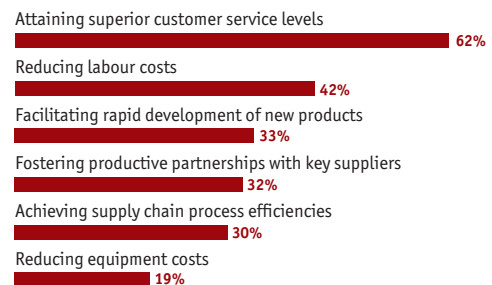 Attaining superior customer service levels
62%
Reducing labour costs
42%
Facilitating rapid development of new products
33%
Fostering productive partnerships with key suppliers
32%
Achieving supply chain process efficiencies
30%
Reducing equipment costs
19%